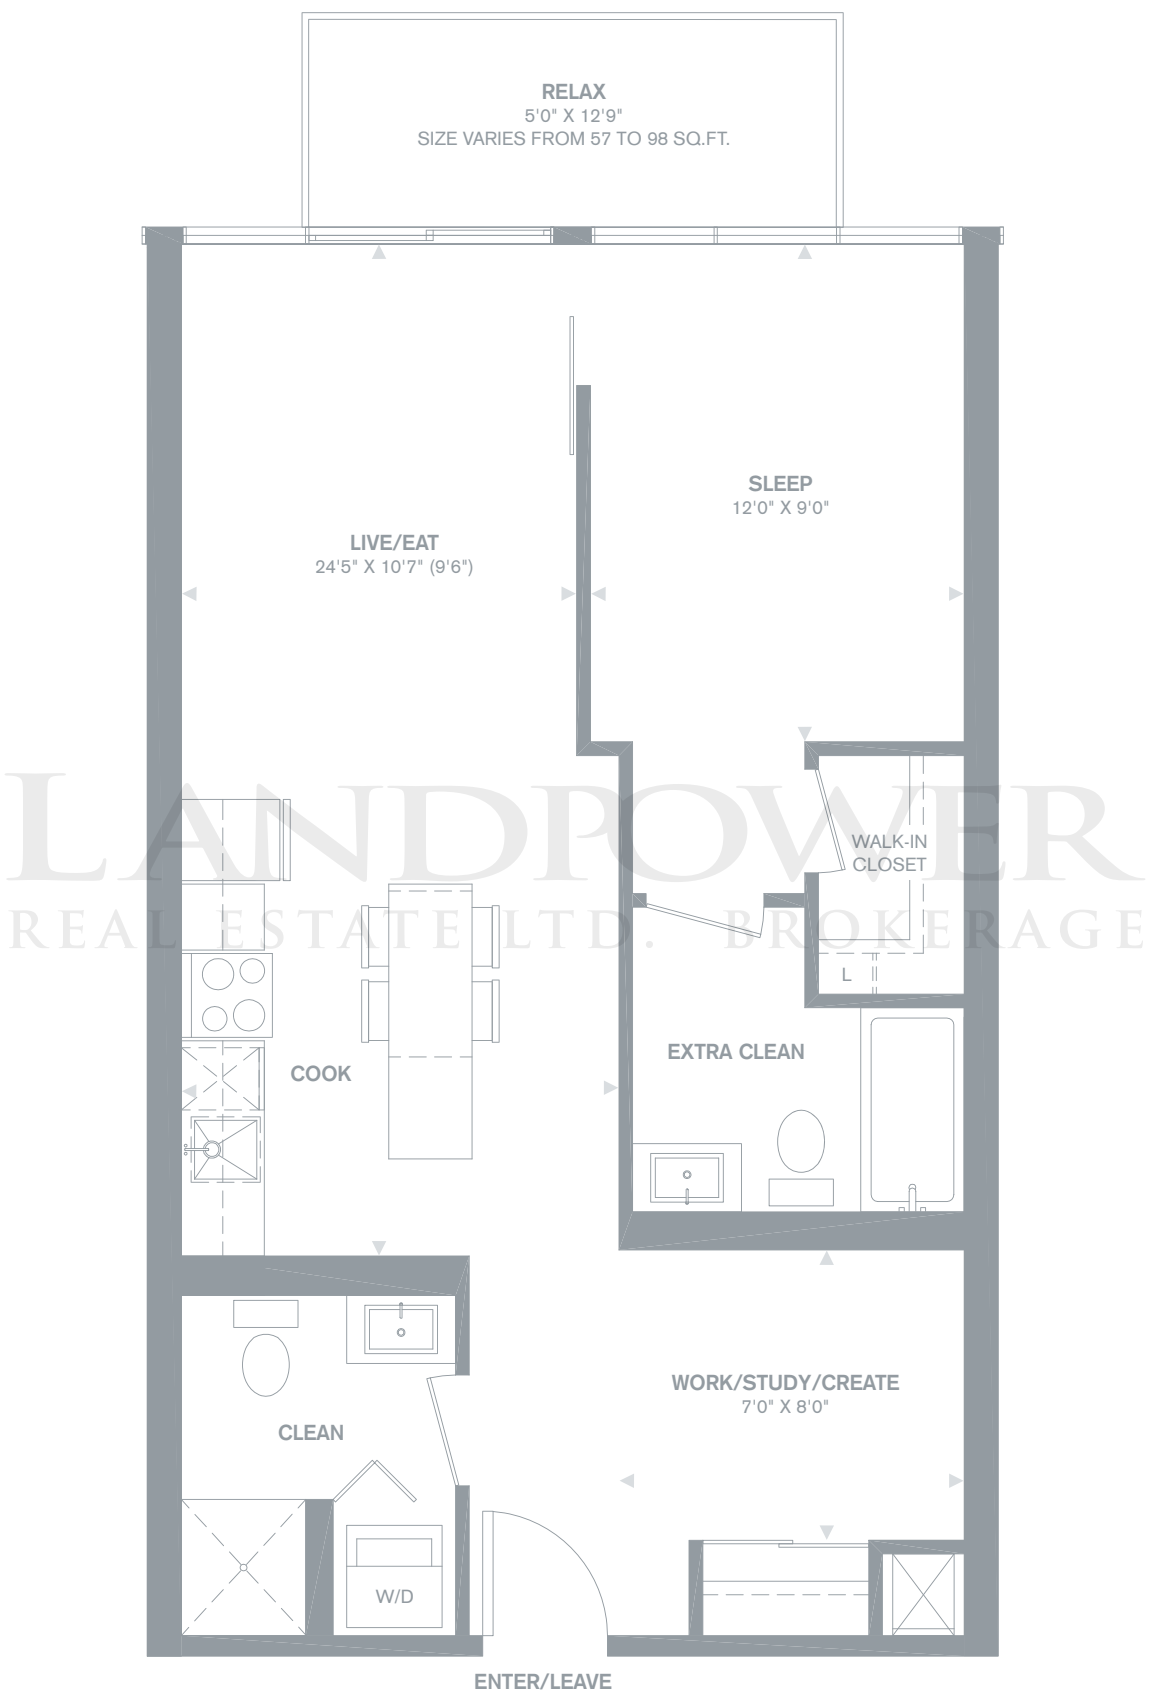 RELAX
5'0" X 12'9"
SIZE VARIES FROM 57 TO 98 SQ.FT.
SLEEP
12'0" X 9'0"
LIVE/EAT
24'5" X 10'7" (9'6")
LANDPOWER
REAL ESTATE LTD. BROKERAGE
WALK-IN
CLOSET
L
EXTRA CLEAN
COOK
WORK/STUDY/CREATE
7'0" X 8'0"
CLEAN
W/D
ENTER/LEAVE